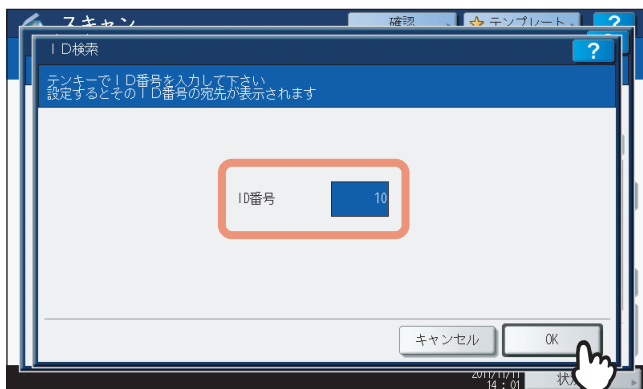 スキャン
確認
テンプレート
?
ID検索
?
テンキーでID番号を入力して下さい
設定するとそのID番号の宛先が表示されます
ID番号
10
キャンセル
OK
2011/11/11
14:01